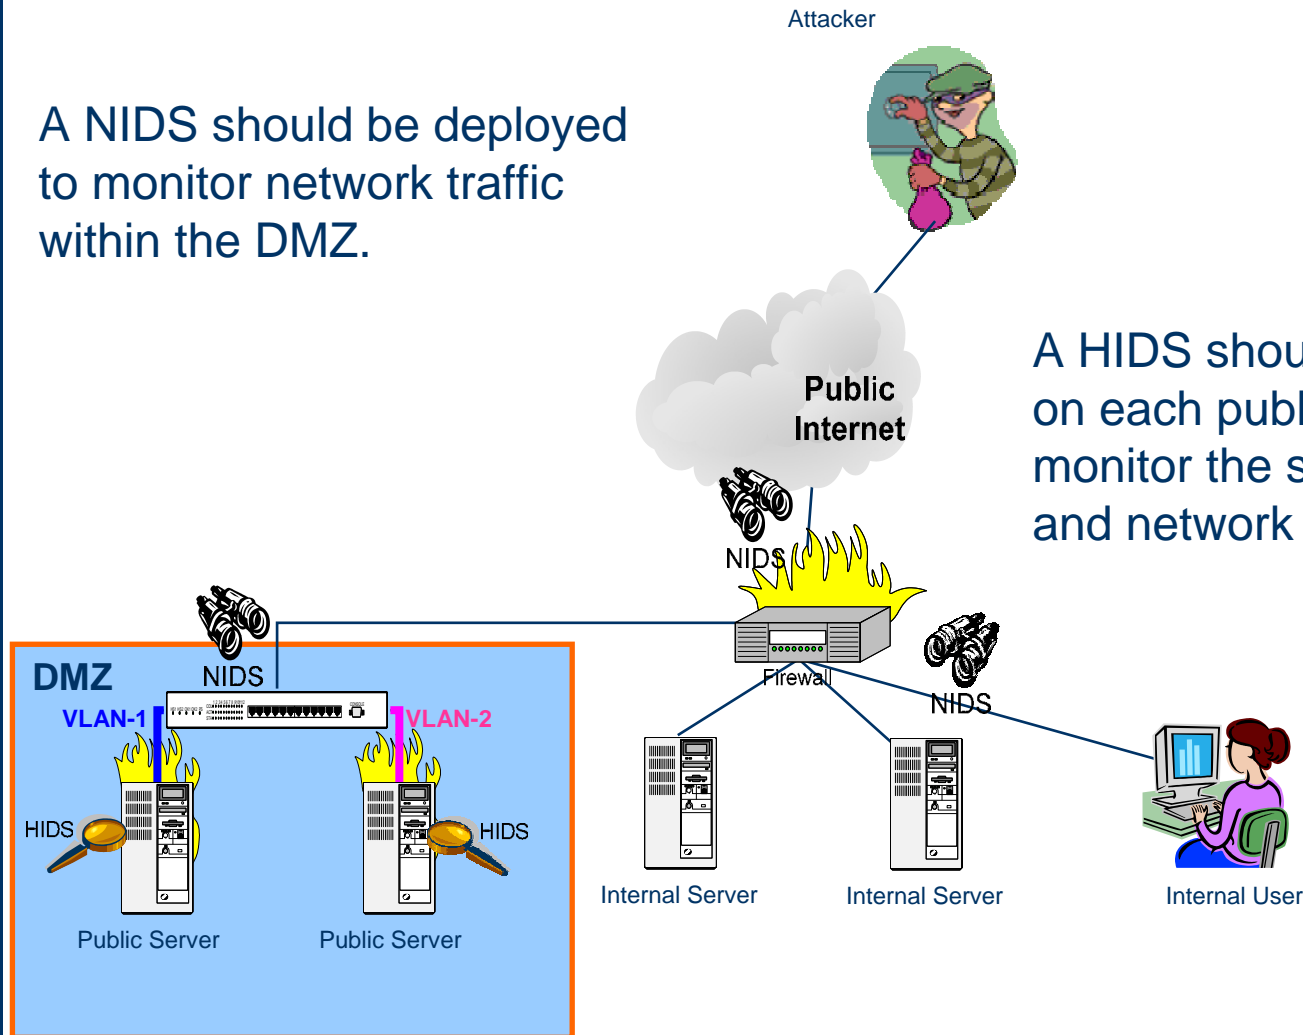 Attacker
A NIDS should be deployed
to monitor network traffic
within the DMZ.
A HIDS
on each
monitor the
and network
Public
Internet
NIDS
NIDS
NIDS
Firewall
DMZ
VLAN-1
VLAN-2
CONSOLE
HIDS
HIDS
Public Server
Public Server
Internal Server
Internal Server
Internal User